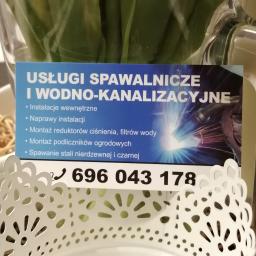 USŁUGI SPAWALNICZE
I WODNO-KANALIZACYJNE
• Instalacje wewnętrzne
• Naprawy instalacji
• Montaż reduktorów ciśnienia, filtrów wody
• Montaż podliczników ogrodowych
• Spawanie stali nierdzewnej i czarnej
696 043 178